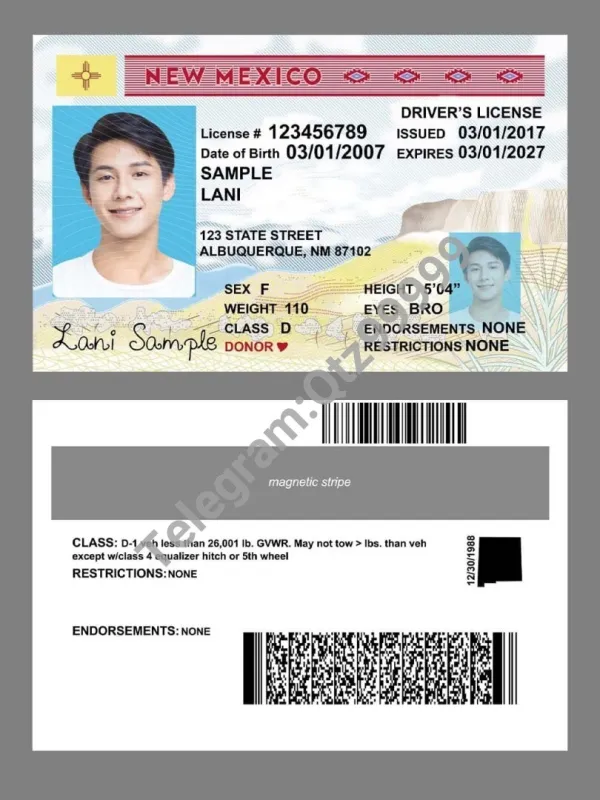 NEW MEXICO
DRIVER'S LICENSE
License # 123456789 ISSUED 03/01/2017
Date of Birth 03/01/2007 EXPIRES 03/01/2027
SAMPLE
LANI
123 STATE STREET
ALBUQUERQUE, NM 87102
SEX F HEIGHT 5'04"
WEIGHT 110 EYES BRO
CLASS D ENDORSEMENTS NONE
DONOR RESTRICTIONS NONE
Lani Sample
Telegram:Qtz99999
magnetic stripe
CLASS: D-1 veh less than 26,001 lb. GVWR. May not tow > lbs. than veh
except w/class 4 equalizer hitch or 5th wheel
RESTRICTIONS: NONE
12/30/1988
ENDORSEMENTS: NONE